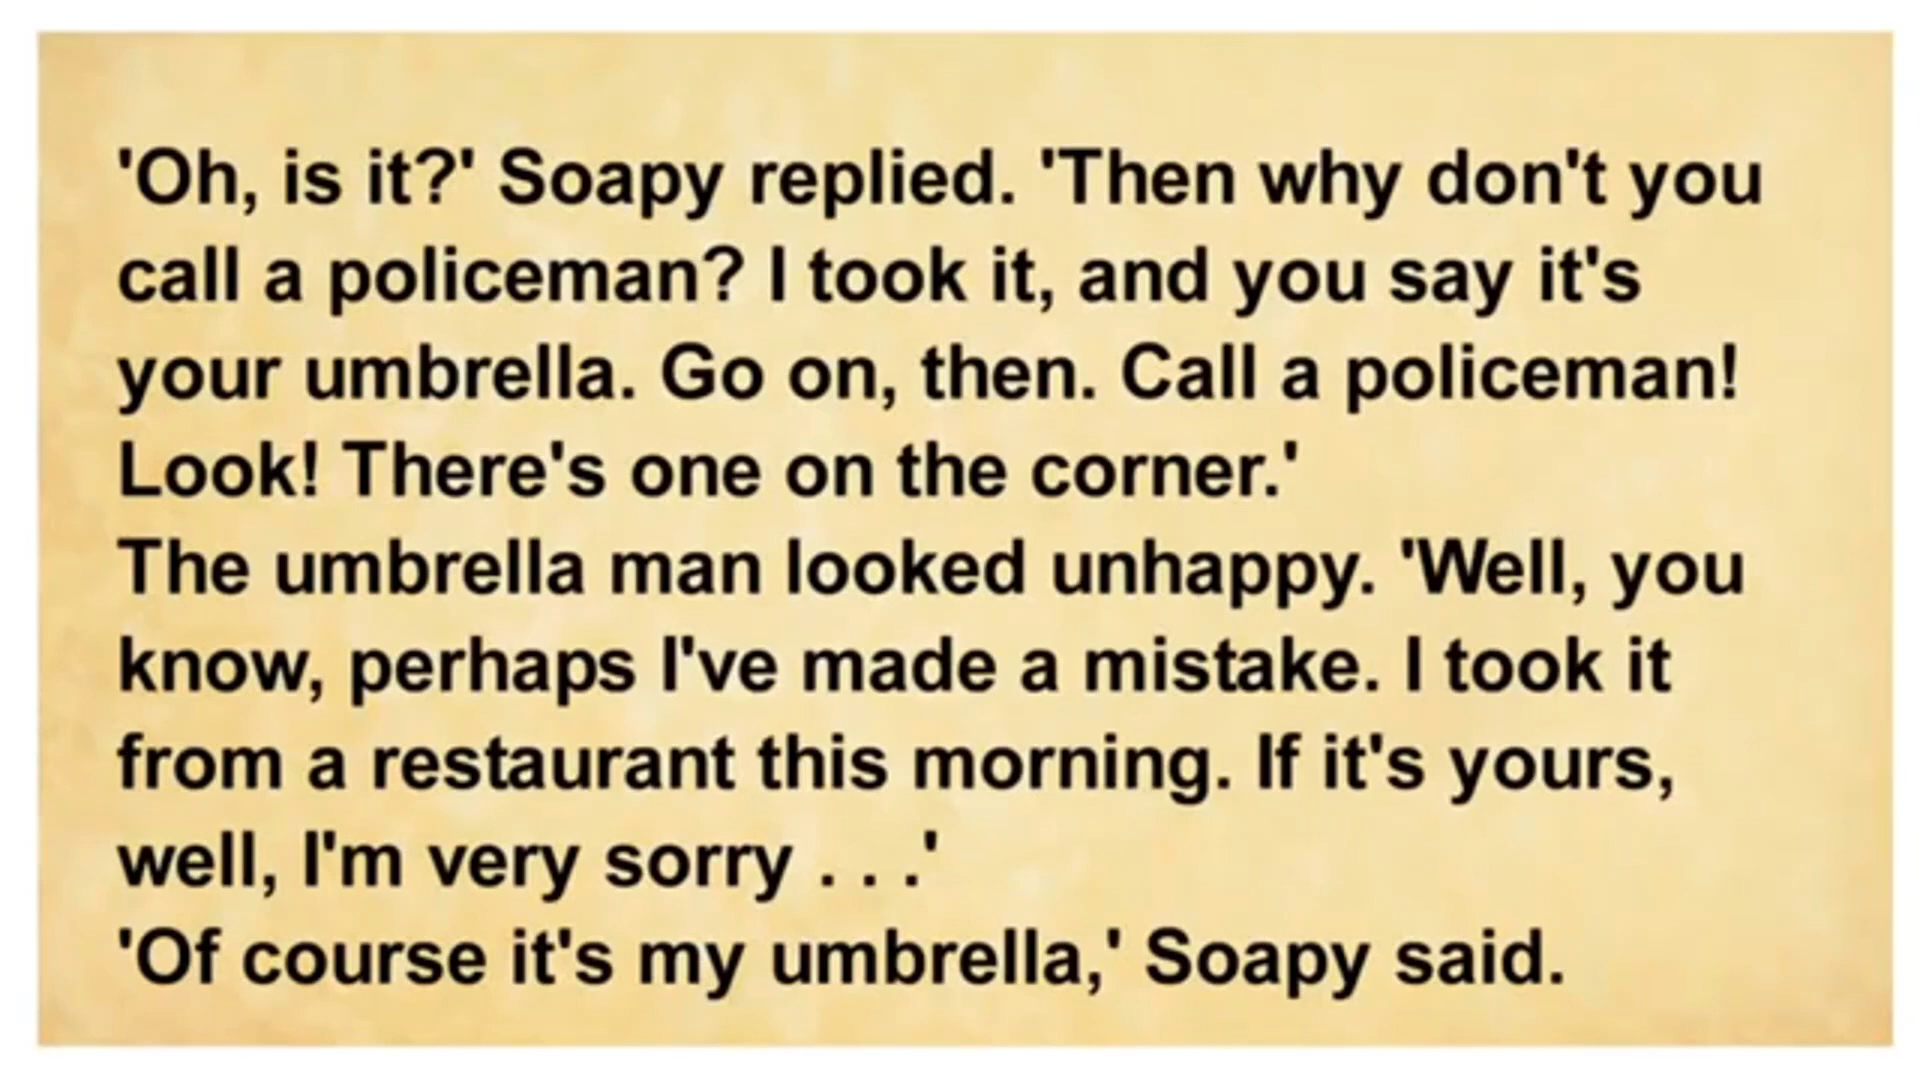 'Oh, is it?' Soapy replied. 'Then why don't you
call a policeman? I took it, and you say it's
your umbrella. Go on, then. Call a policeman!
Look! There's one on the corner.'
The umbrella man looked unhappy. 'Well, you
know, perhaps I've made a mistake. I took it
from a restaurant this morning. If it's yours,
well, I'm very sorry . . .'
'Of course it's my umbrella,' Soapy said.